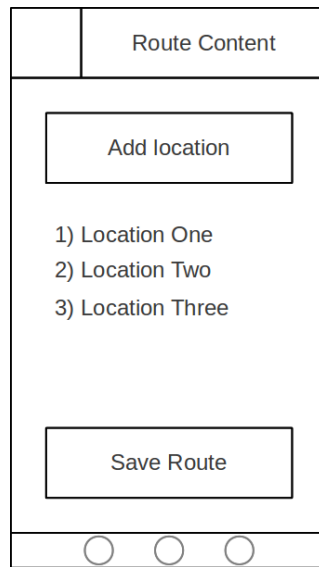 Route Content
Add location
1) Location One
2) Location Two
3) Location Three
Save Route